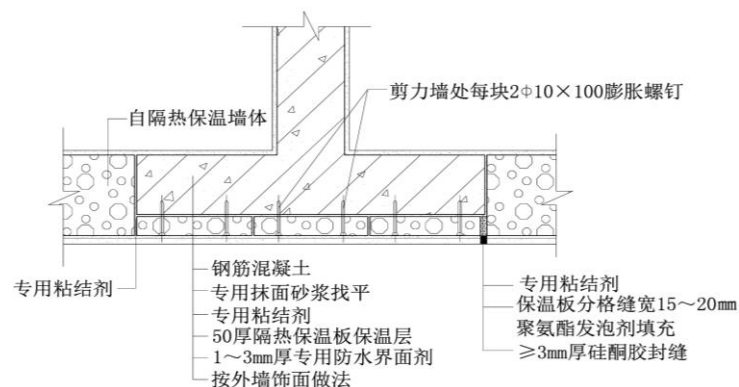 剪力墙处每块2Φ10×100膨胀螺钉
自隔热保温墙体
专用粘结剂
钢筋混凝土
专用抹面砂浆找平
专用粘结剂
50厚隔热保温板保温层
1～3mm厚专用防水界面剂
按外墙饰面做法
专用粘结剂
保温板分格缝宽15～20mm
聚氨酯发泡剂填充
≥3mm厚硅酮胶封缝